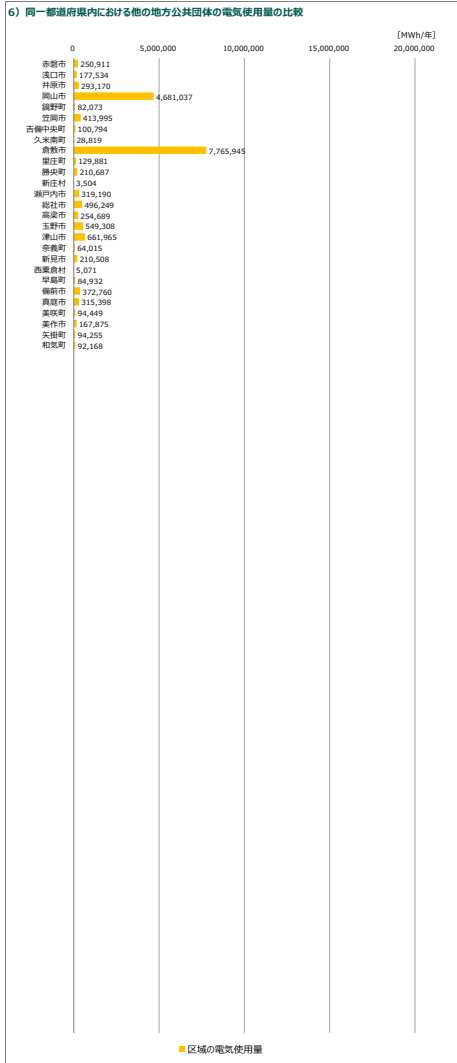 6）同一都道府県内における他の地方公共団体の電気使用量の比較
［MWh/年］
0 5,000,000 10,000,000 15,000,000 20,000,000
赤磐市 250,911
浅口市 177,534
井原市 293,170
岡山市 4,681,037
鏡野町 82,073
笠岡市 413,995
吉備中央町 100,794
久米南町 28,819
倉敷市 7,765,945
里庄町 129,881
勝央町 210,687
新庄村 3,504
瀬戸内市 319,190
総社市 496,249
高梁市 254,689
玉野市 549,308
津山市 661,965
奈義町 64,015
新見市 210,508
西粟倉村 5,071
早島町 84,932
備前市 372,760
真庭市 315,398
美咲町 94,449
美作市 167,875
矢掛町 94,255
和気町 92,168
区域の電気使用量